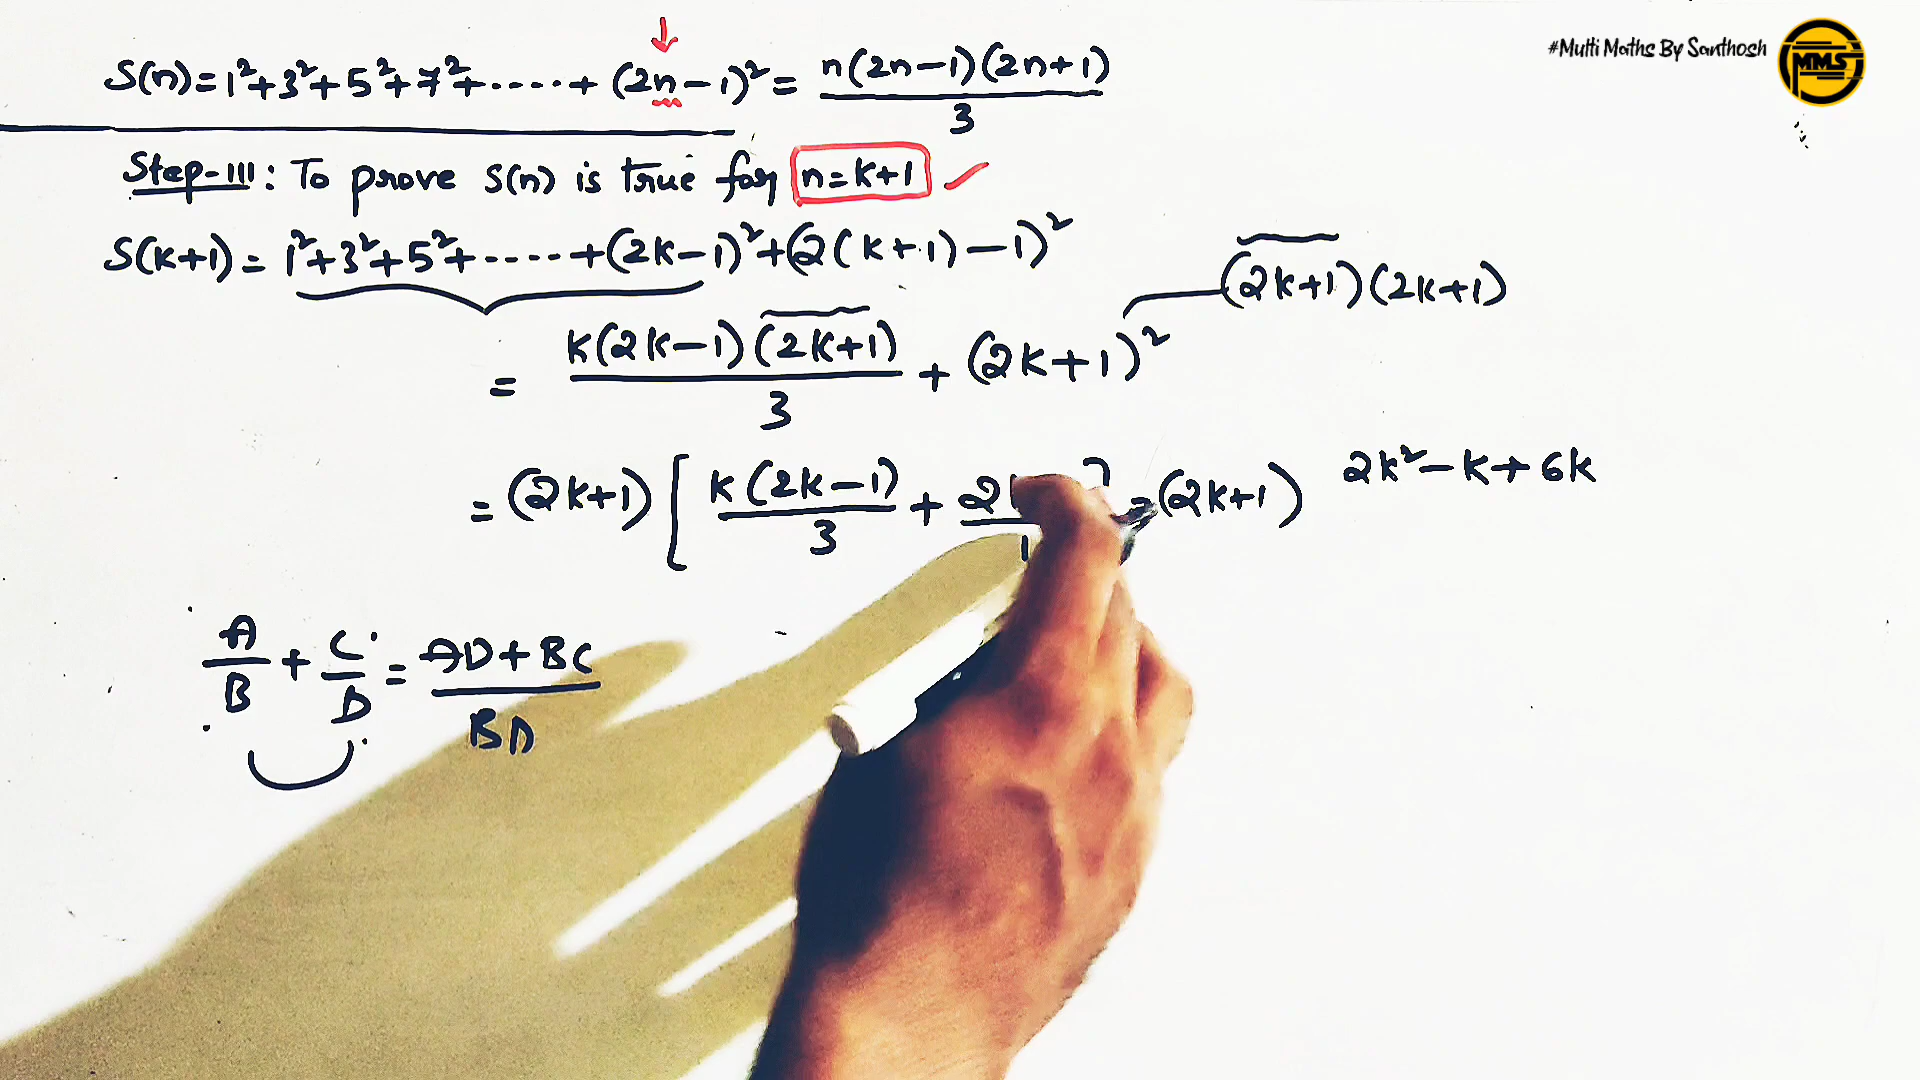 #Multi Maths By Santhosh
MMS
S(n) = 1²+3²+5²+7²+.....+ (2n-1)² = n(2n-1)(2n+1)/3
Step-III: To prove S(n) is true for n=k+1 ✓
S(k+1) = 1²+3²+5²+.....+(2k-1)²+(2(k+1)-1)²
(2k+1)(2k+1)
= k(2k-1)(2k+1)/3 + (2k+1)²
= (2k+1)[k(2k-1)/3 + 2 /1 = (2k+1) 2k²-k+6k
A/B + C/D = AD+BC/BD